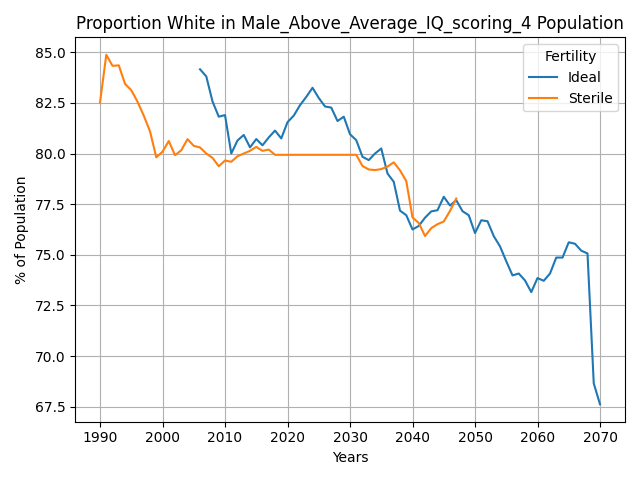 Proportion White in Male_Above_Average_IQ_scoring_4 Population
Fertility
Ideal
Sterile
85.0
82.5
80.0
77.5
75.0
72.5
70.0
67.5
% of Population
1990 2000 2010 2020 2030 2040 2050 2060 2070
Years